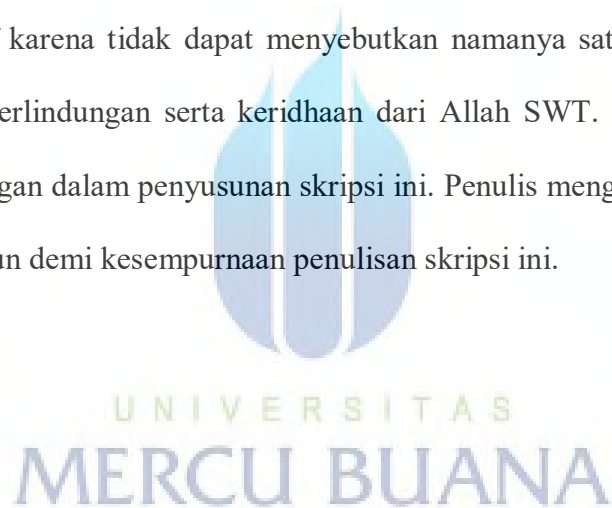 karena tidak dapat menyebutkan namanya sat
erlindungan serta keridhaan dari Allah SWT.
gan dalam penyusunan skripsi ini. Penulis meng
un demi kesempurnaan penulisan skripsi ini.
UNIVERSITAS
MERCU BUANA